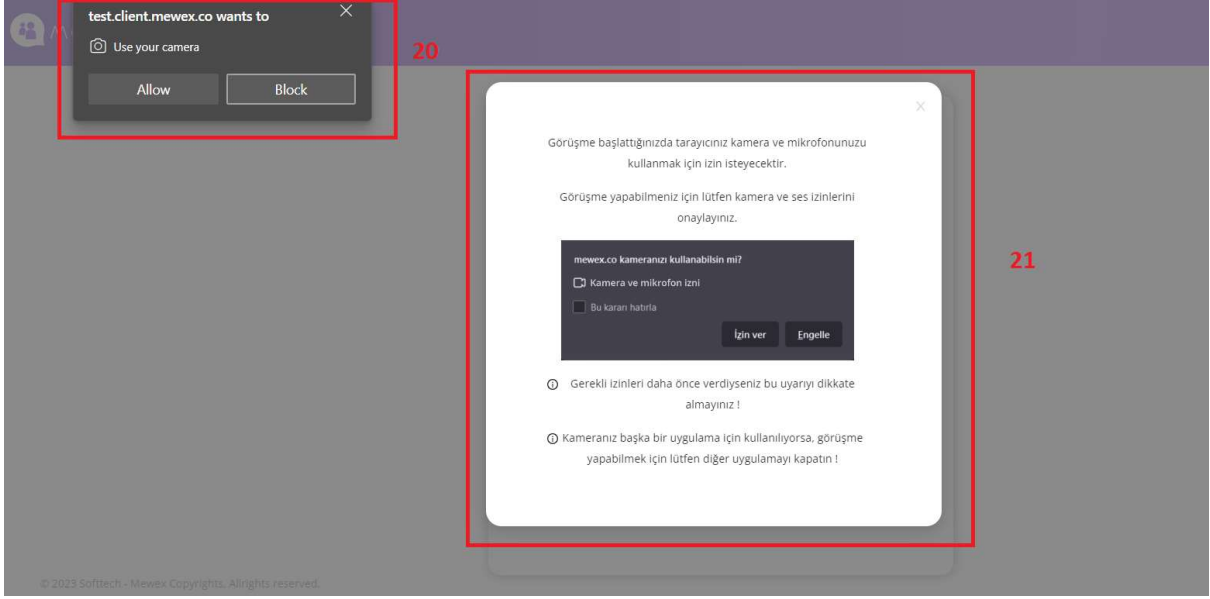 test.client.mewex.co wants to
Use your camera
Allow
Block
20
Görüşme başlattığınızda tarayıcınız kamera ve mikrofonunuzu
kullanmak için izin isteyecektir.
Görüşme yapabilmeniz için lütfen kamera ve ses izinlerini
onaylayınız.
mewex.co kameranızı kullanabilsin mi?
Kamera ve mikrofon izni
Bu kararı hatırla
İzin ver
Engelle
21
Gerekli izinleri daha önce verdiyseniz bu uyarıyı dikkate
almayınız !
Kameranız başka bir uygulama için kullanılıyorsa, görüşme
yapabilmek için lütfen diğer uygulamayı kapatın !
© 2023 Softtech - Mewex Copyrights, Allrights reserved.